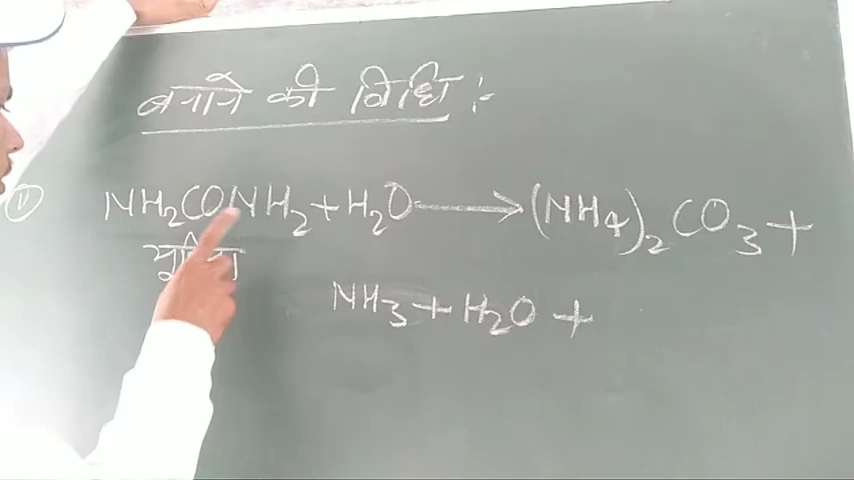 बनाने की विधि :-
① NH₂CONH₂ + H₂O ⟶ (NH₄)₂CO₃ +
NH₃ + H₂O +